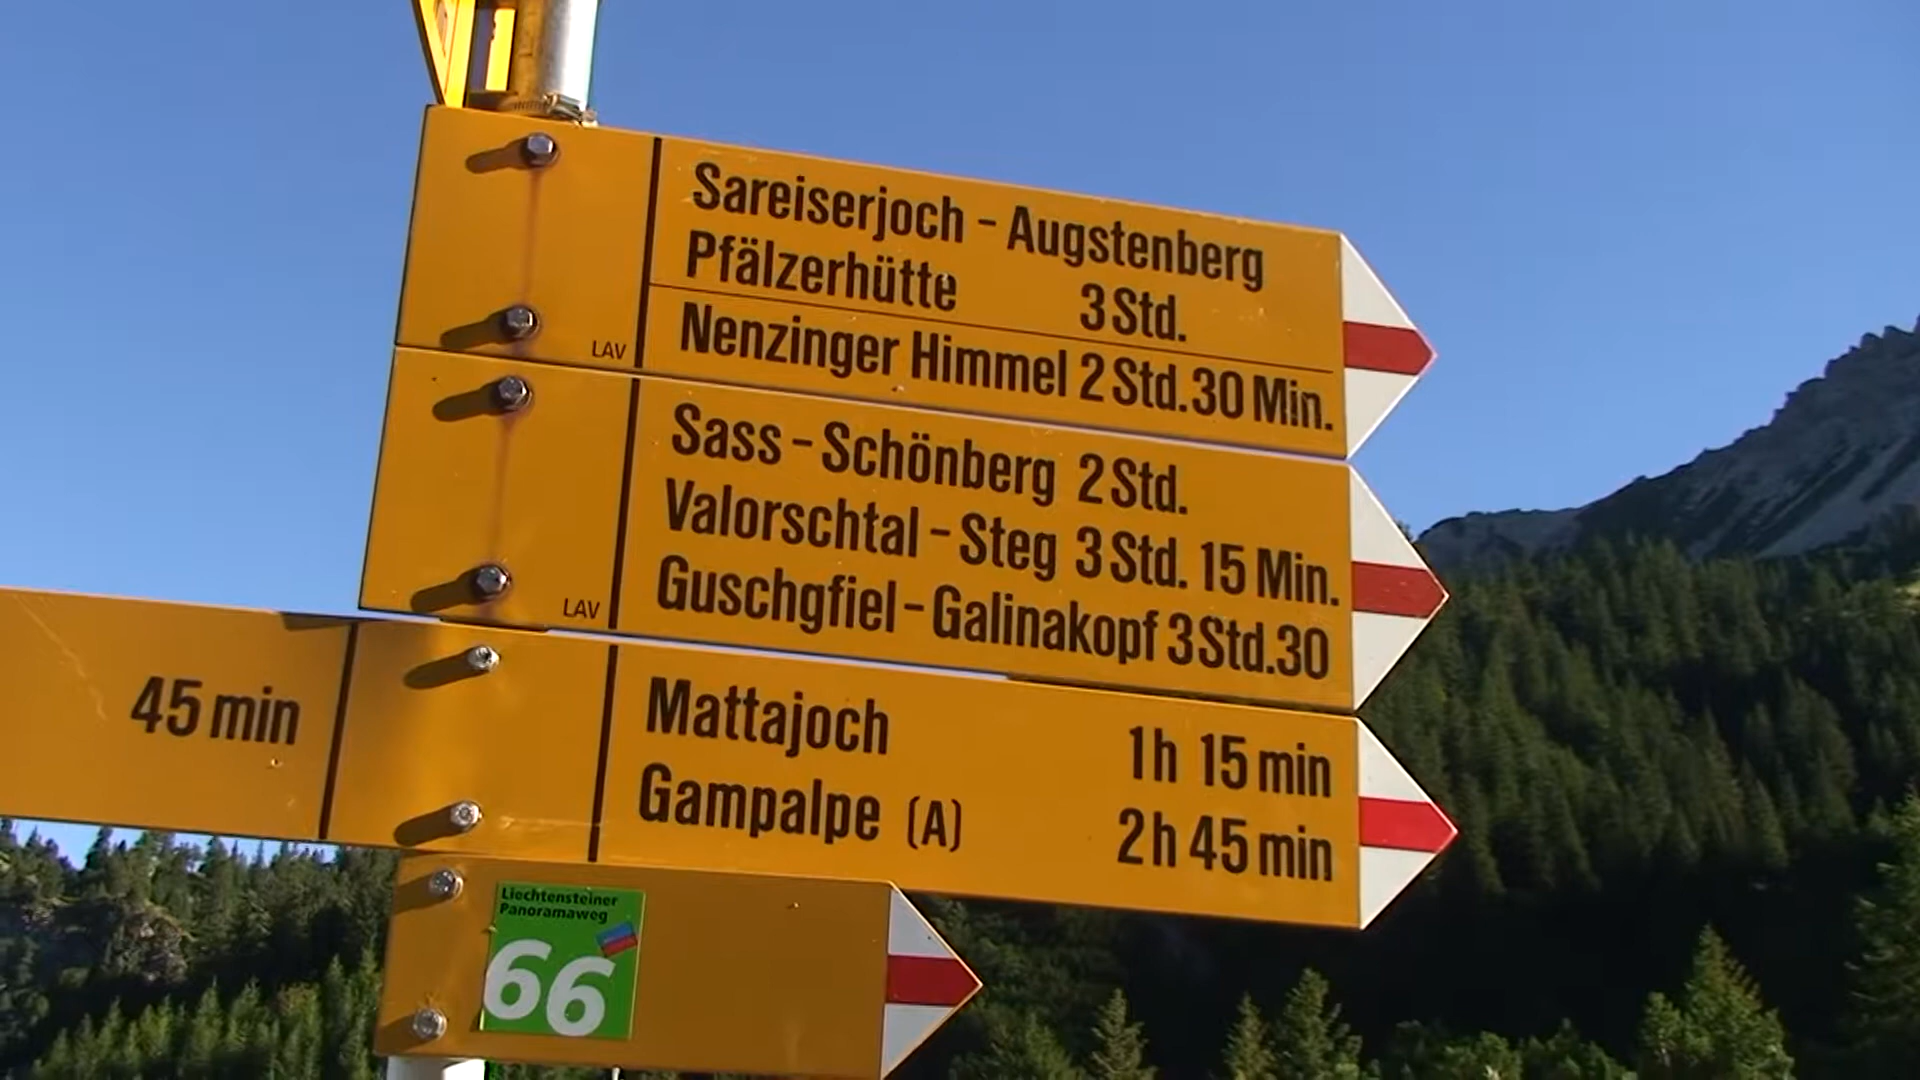 Sareiserjoch - Augstenberg
Pfälzerhütte 3 Std.
Nenzinger Himmel 2 Std. 30 Min.
LAV
Sass - Schönberg 2 Std.
Valorschtal - Steg 3 Std. 15 Min.
Guschgfiel - Galinakopf 3 Std. 30
LAV
45 min
Mattajoch 1 h 15 min
Gampalpe (A) 2 h 45 min
Liechtensteiner
Panoramaweg
66